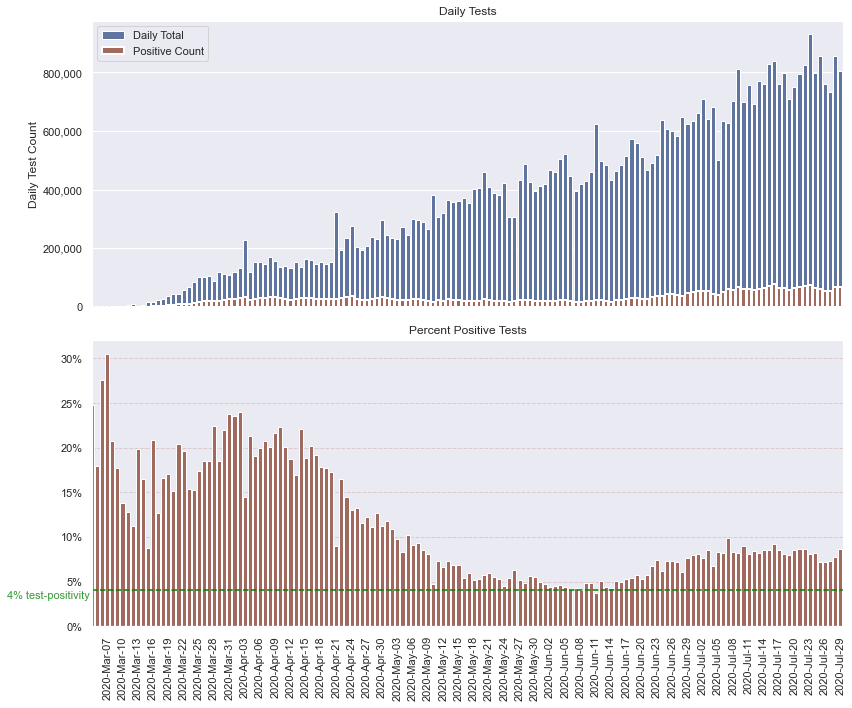 Daily Tests
Daily Total
Positive Count
800,000
600,000
400,000
200,000
0
Daily Test Count
Percent Positive Tests
30%
25%
20%
15%
10%
5%
4% test-positivity
0%
2020-Mar-07
2020-Mar-10
2020-Mar-13
2020-Mar-16
2020-Mar-19
2020-Mar-22
2020-Mar-25
2020-Mar-28
2020-Mar-31
2020-Apr-03
2020-Apr-06
2020-Apr-09
2020-Apr-12
2020-Apr-15
2020-Apr-18
2020-Apr-21
2020-Apr-24
2020-Apr-27
2020-Apr-30
2020-May-03
2020-May-06
2020-May-09
2020-May-12
2020-May-15
2020-May-18
2020-May-21
2020-May-24
2020-May-27
2020-May-30
2020-Jun-02
2020-Jun-05
2020-Jun-08
2020-Jun-11
2020-Jun-14
2020-Jun-17
2020-Jun-20
2020-Jun-23
2020-Jun-26
2020-Jun-29
2020-Jul-02
2020-Jul-05
2020-Jul-08
2020-Jul-11
2020-Jul-14
2020-Jul-17
2020-Jul-20
2020-Jul-23
2020-Jul-26
2020-Jul-29